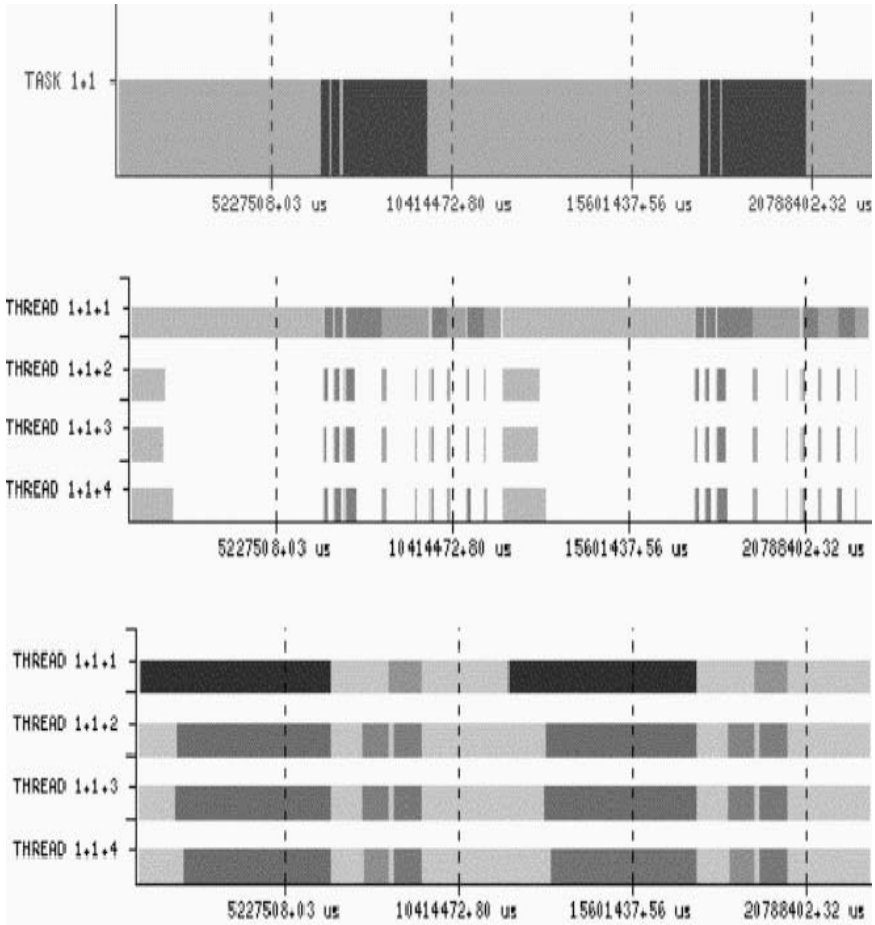 TASK 1.1
5227508.03 us 10414472.80 us 15601437.56 us 20788402.32 us
THREAD 1.1.1
THREAD 1.1.2
THREAD 1.1.3
THREAD 1.1.4
5227508.03 us 10414472.80 us 15601437.56 us 20788402.32 us
THREAD 1.1.1
THREAD 1.1.2
THREAD 1.1.3
THREAD 1.1.4
5227508.03 us 10414472.80 us 15601437.56 us 20788402.32 us